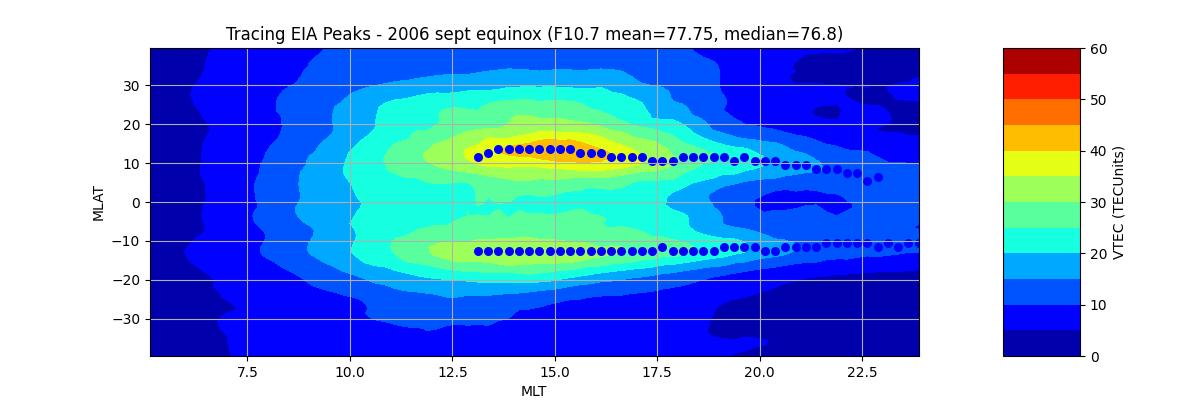 Tracing EIA Peaks - 2006 sept equinox (F10.7 mean=77.75, median=76.8)
MLAT
30
20
10
0
−10
−20
−30
7.5 10.0 12.5 15.0 17.5 20.0 22.5
MLT
60
50
40
30
20
10
0
VTEC (TECUnits)